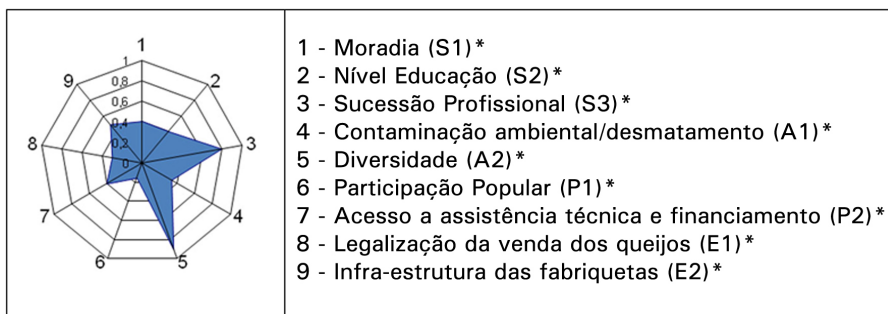 1
2
3
4
5
6
7
8
9
1
0,8
0,6
0,4
0,2
0
1 - Moradia (S1)*
2 - Nível Educação (S2)*
3 - Sucessão Profissional (S3)*
4 - Contaminação ambiental/desmatamento (A1)*
5 - Diversidade (A2)*
6 - Participação Popular (P1)*
7 - Acesso a assistência técnica e financiamento (P2)*
8 - Legalização da venda dos queijos (E1)*
9 - Infra-estrutura das fabriquetas (E2)*